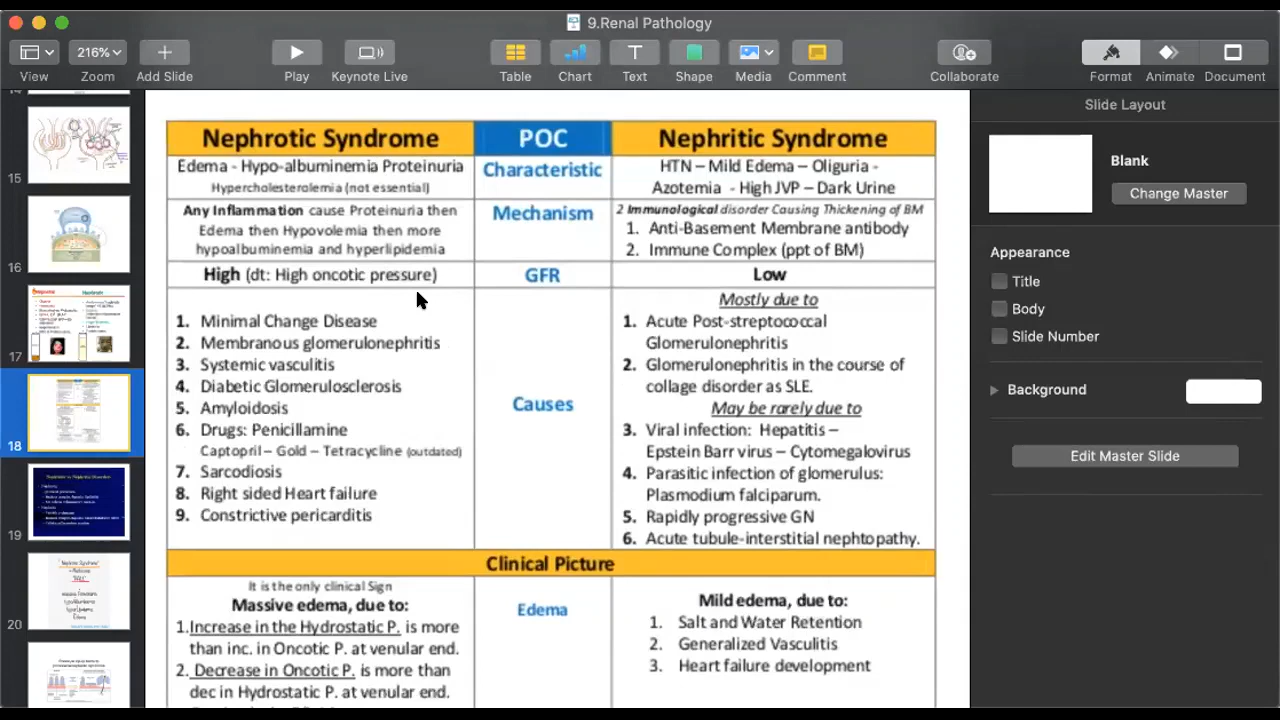 9.Renal Pathology
216%
View
Zoom
Add Slide
Play
Keynote Live
Table
Chart
Text
Shape
Media
Comment
Collaborate
Format
Animate
Document
15
16
17
18
19
20
Nephrotic Syndrome
POC
Nephritic Syndrome
Edema - Hypo-albuminemia Proteinuria
Hypercholesterolemia (not essential)
Characteristic
HTN – Mild Edema – Oliguria -
Azotemia - High JVP – Dark Urine
Any Inflammation cause Proteinuria then
Edema then Hypovolemia then more
hypoalbuminemia and hyperlipidemia
Mechanism
2 Immunological disorder Causing Thickening of BM
1. Anti-Basement Membrane antibody
2. Immune Complex (ppt of BM)
High (dt: High oncotic pressure)
GFR
Low
1. Minimal Change Disease
2. Membranous glomerulonephritis
3. Systemic vasculitis
4. Diabetic Glomerulosclerosis
5. Amyloidosis
6. Drugs: Penicillamine
Captopril – Gold – Tetracycline (outdated)
7. Sarcodiosis
8. Right sided Heart failure
9. Constrictive pericarditis
Causes
Mostly due to
1. Acute Post-streptococcal
Glomerulonephritis
2. Glomerulonephritis in the course of
collage disorder as SLE.
May be rarely due to
3. Viral infection: Hepatitis –
Epstein Barr virus – Cytomegalovirus
4. Parasitic infection of glomerulus:
Plasmodium falciparum.
5. Rapidly progressive GN
6. Acute tubule-interstitial nephtopathy.
Clinical Picture
It is the only clinical Sign
Massive edema, due to:
1.Increase in the Hydrostatic P. is more
than inc. in Oncotic P. at venular end.
2. Decrease in Oncotic P. is more than
dec in Hydrostatic P. at venular end.
Edema
Mild edema, due to:
1. Salt and Water Retention
2. Generalized Vasculitis
3. Heart failure development
Slide Layout
Blank
Change Master
Appearance
Title
Body
Slide Number
Background
Edit Master Slide